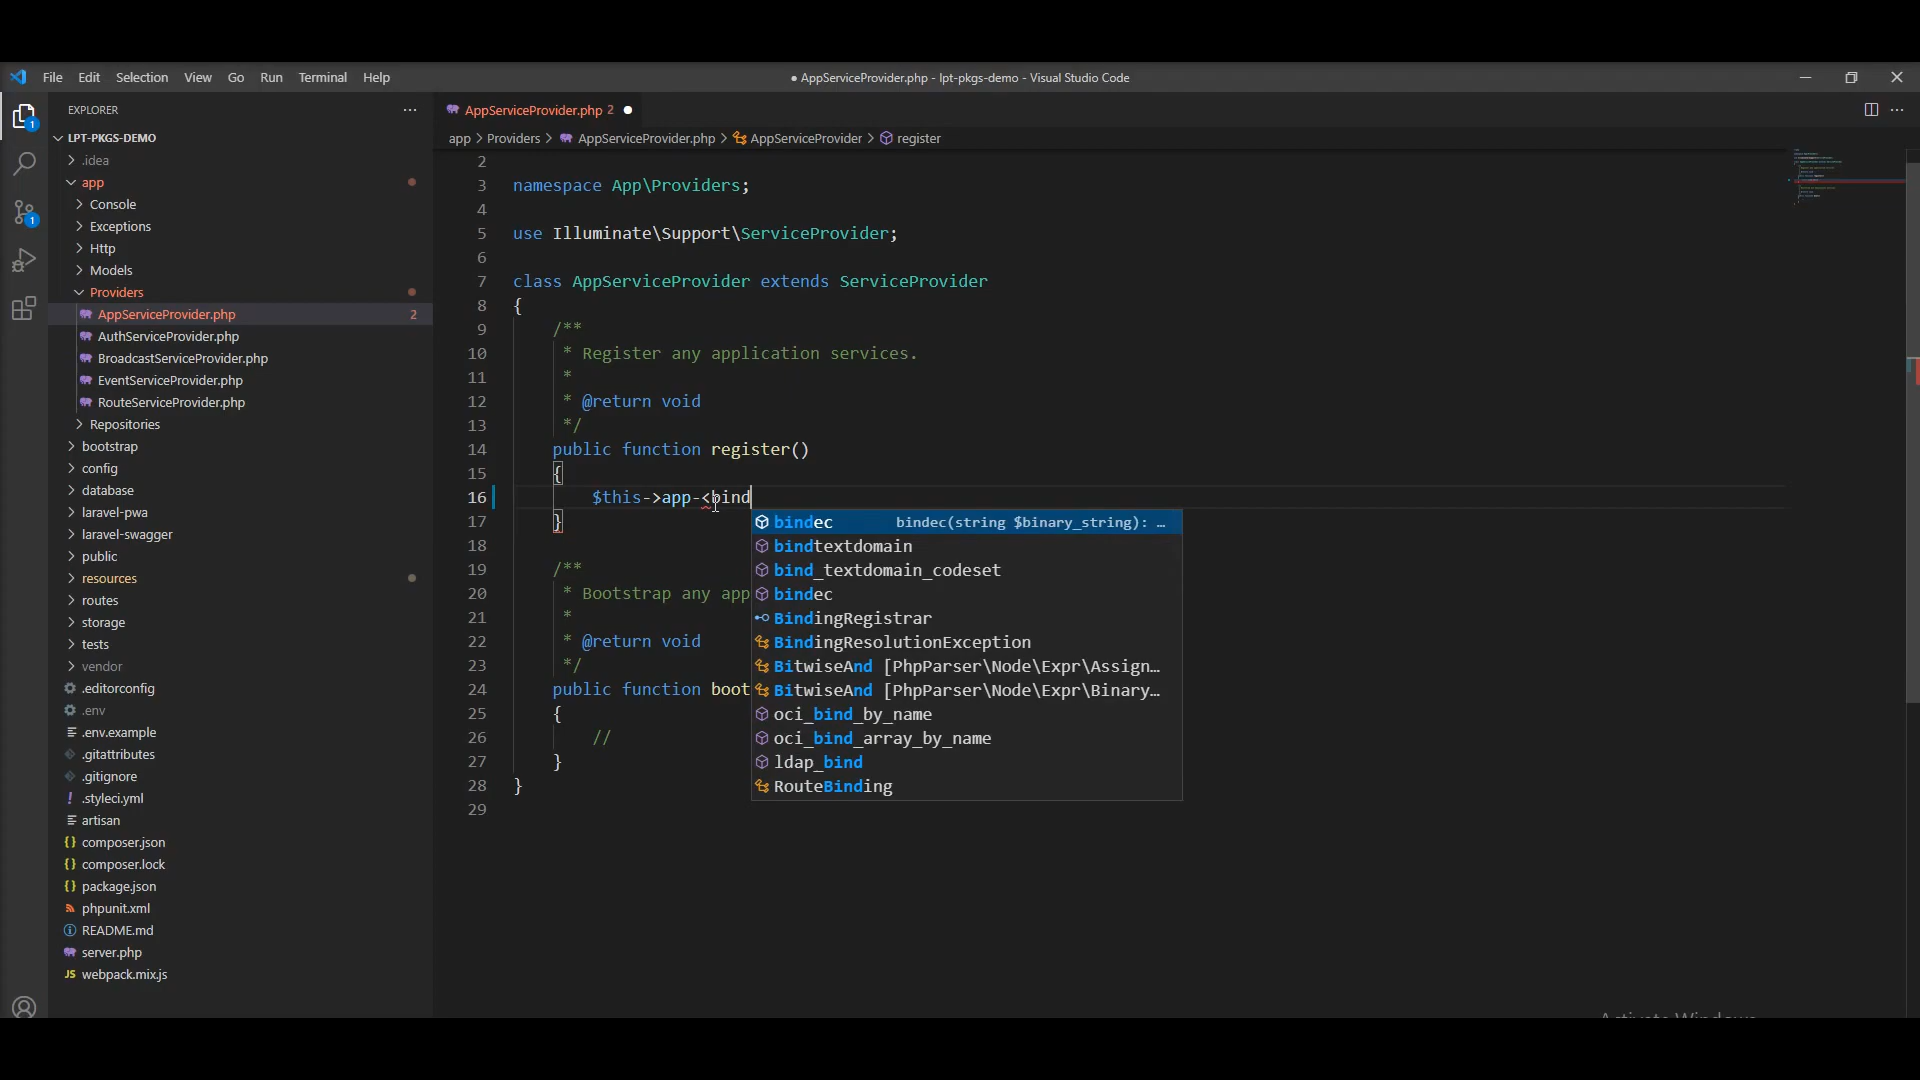 File Edit Selection View Go Run Terminal Help
● AppServiceProvider.php - lpt-pkgs-demo - Visual Studio Code
EXPLORER
LPT-PKGS-DEMO
.idea
app
Console
Exceptions
Http
Models
Providers
AppServiceProvider.php 2
AuthServiceProvider.php
BroadcastServiceProvider.php
EventServiceProvider.php
RouteServiceProvider.php
Repositories
bootstrap
config
database
laravel-pwa
laravel-swagger
public
resources
routes
storage
tests
vendor
.editorconfig
.env
.env.example
.gitattributes
.gitignore
.styleci.yml
artisan
composer.json
composer.lock
package.json
phpunit.xml
README.md
server.php
JS webpack.mix.js
1
1
AppServiceProvider.php 2 ●
app > Providers > AppServiceProvider.php > AppServiceProvider > register
2
3 namespace App\Providers;
4
5 use Illuminate\Support\ServiceProvider;
6
7 class AppServiceProvider extends ServiceProvider
8 {
9 /**
10 * Register any application services.
11 *
12 * @return void
13 */
14 public function register()
15 {
16 $this->app-<bind
17 }
18
19 /**
20 * Bootstrap any app
21 *
22 * @return void
23 */
24 public function boot
25 {
26 //
27 }
28 }
29
bindec bindec(string $binary_string): …
bindtextdomain
bind_textdomain_codeset
bindec
BindingRegistrar
BindingResolutionException
BitwiseAnd [PhpParser\Node\Expr\Assign…
BitwiseAnd [PhpParser\Node\Expr\Binary…
oci_bind_by_name
oci_bind_array_by_name
ldap_bind
RouteBinding
Activate Windows